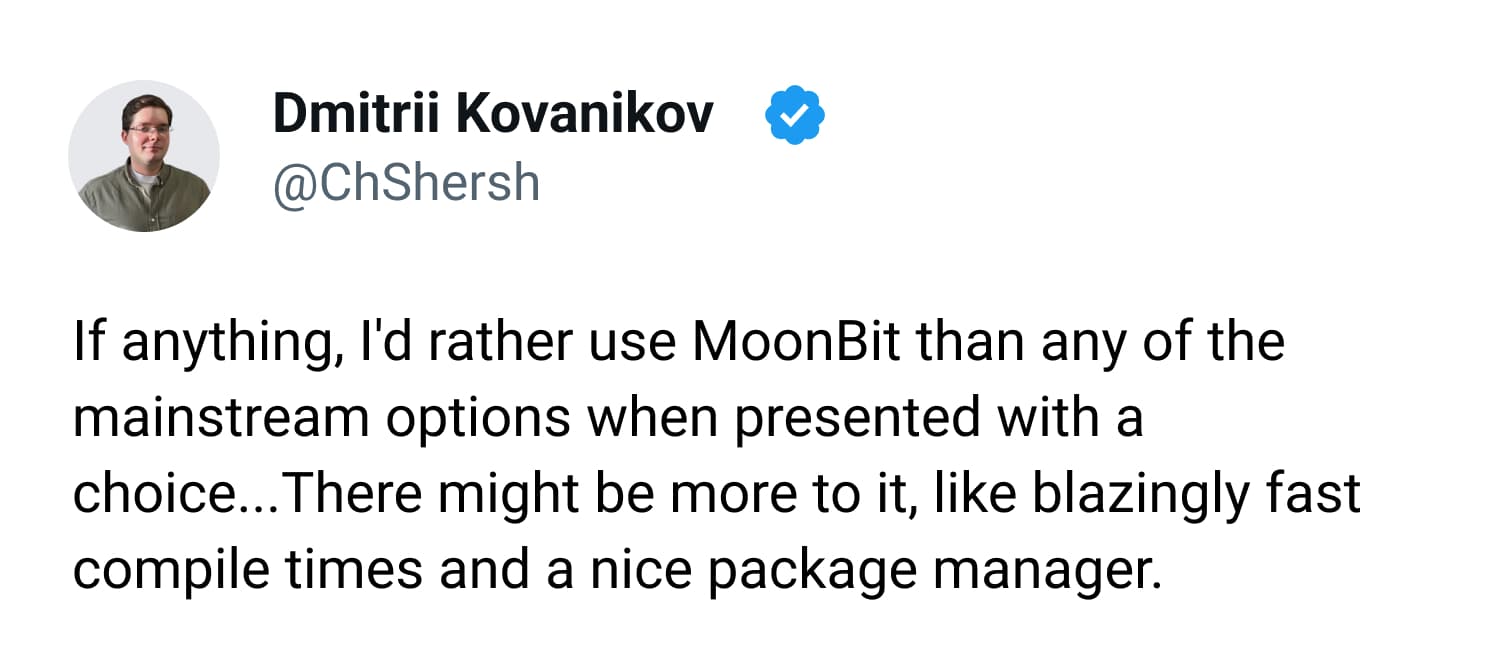 Dmitrii Kovanikov
@ChShersh
If anything, I'd rather use MoonBit than any of the
mainstream options when presented with a
choice...There might be more to it, like blazingly fast
compile times and a nice package manager.